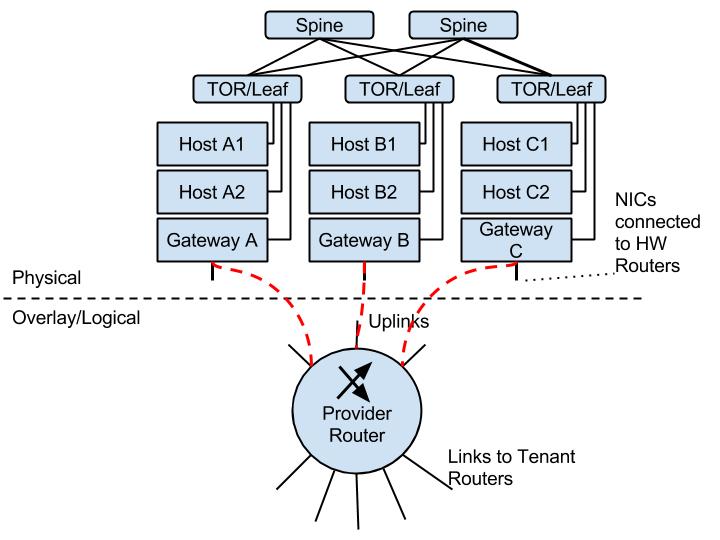 Spine
Spine
TOR/Leaf
TOR/Leaf
TOR/Leaf
Host A1
Host B1
Host C1
Host A2
Host B2
Host C2
Gateway A
Gateway B
Gateway
C
NICs
connected
to HW
Routers
Physical
Overlay/Logical
Uplinks
Provider
Router
Links to Tenant
Routers